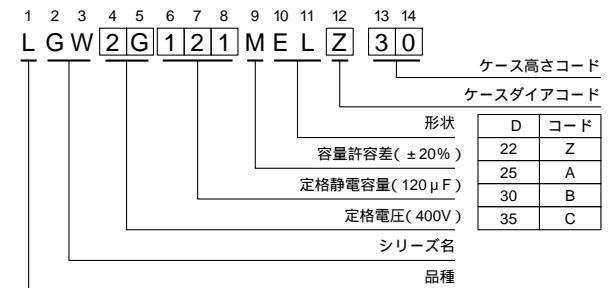 1 2 3 4 5 6 7 8 9 10 11 12 13 14
L G W 2 G 1 2 1 M E L Z 3 0
ケース高さコード
ケースダイアコード
形状
容量許容差( ±20% )
定格静電容量( 120 µ F )
定格電圧( 400V )
シリーズ名
品種
D コード
22 Z
25 A
30 B
35 C